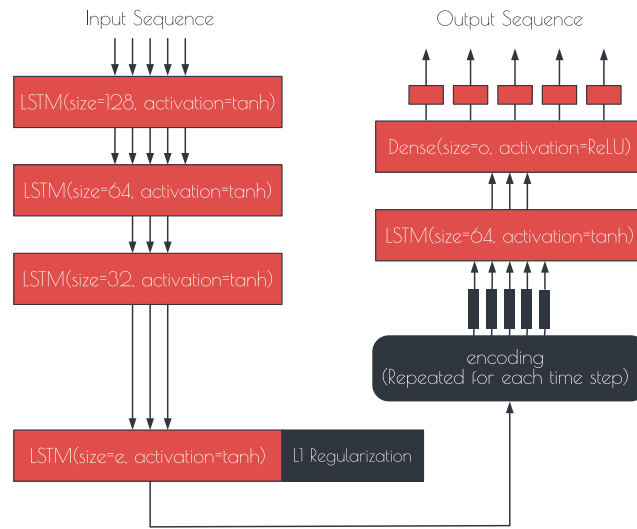 Input Sequence
LSTM(size=128, activation=tanh)
LSTM(size=64, activation=tanh)
LSTM(size=32, activation=tanh)
LSTM(size=e, activation=tanh)
L1 Regularization
Output Sequence
Dense(size=o, activation=ReLU)
LSTM(size=64, activation=tanh)
encoding
(Repeated for each time step)